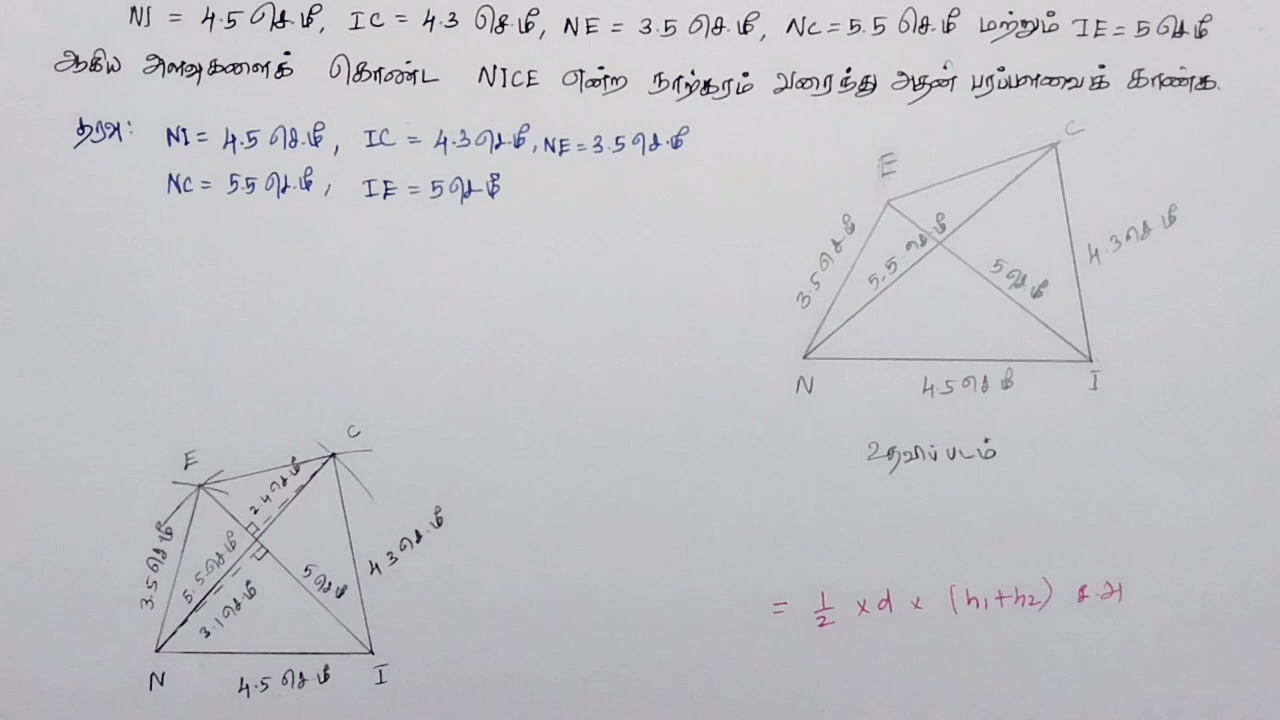 NI = 4.5 செ.மீ, IC = 4.3 செ.மீ, NE = 3.5 செ.மீ, NC = 5.5 செ.மீ மற்றும் IE = 5 செ.மீ
ஆகிய அளவுகளைக் கொண்ட NICE என்ற நாற்கரம் வரைந்து அதன் பரப்பளவைக் காண்க.
தரவு: NI = 4.5 செ.மீ, IC = 4.3 செ.மீ, NE = 3.5 செ.மீ
NC = 5.5 செ.மீ, IE = 5 செ.மீ
C
E
3.5 செ.மீ
5.5 செ.மீ
5 செ.மீ
4.3 செ.மீ
N
4.5 செ.மீ
I
உதவிப்படம்
C
E
2.4 செ.மீ
3.5 செ.மீ
5.5 செ.மீ
3.1 செ.மீ
5 செ.மீ
4.3 செ.மீ
N
4.5 செ.மீ
I
= 1/2 × d × (h1+h2) ச.அ